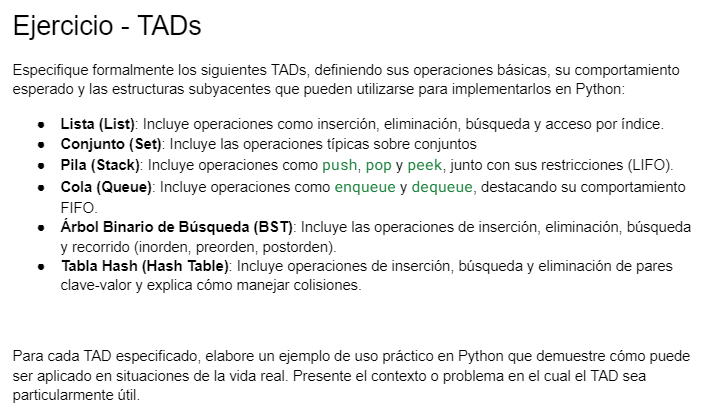 Ejercicio - TADs
Especifique formalmente los siguientes TADs, definiendo sus operaciones básicas, su comportamiento
esperado y las estructuras subyacentes que pueden utilizarse para implementarlos en Python:
● Lista (List): Incluye operaciones como inserción, eliminación, búsqueda y acceso por índice.
● Conjunto (Set): Incluye las operaciones típicas sobre conjuntos
● Pila (Stack): Incluye operaciones como push, pop y peek, junto con sus restricciones (LIFO).
● Cola (Queue): Incluye operaciones como enqueue y dequeue, destacando su comportamiento
FIFO.
● Árbol Binario de Búsqueda (BST): Incluye las operaciones de inserción, eliminación, búsqueda
y recorrido (inorden, preorden, postorden).
● Tabla Hash (Hash Table): Incluye operaciones de inserción, búsqueda y eliminación de pares
clave-valor y explica cómo manejar colisiones.
Para cada TAD especificado, elabore un ejemplo de uso práctico en Python que demuestre cómo puede
ser aplicado en situaciones de la vida real. Presente el contexto o problema en el cual el TAD sea
particularmente útil.